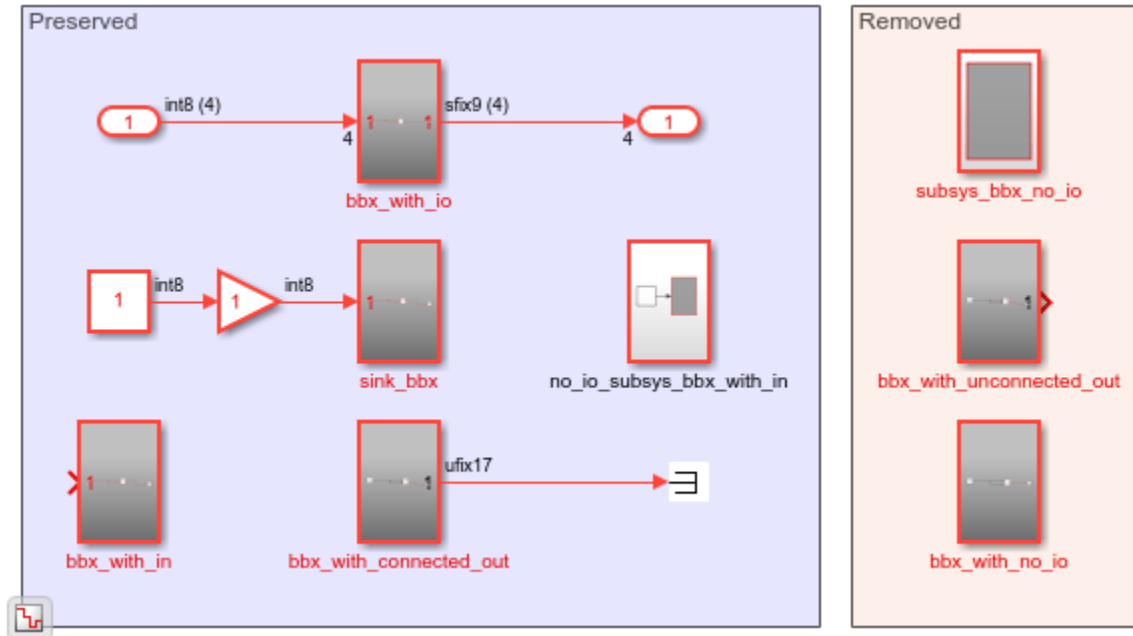 Preserved
Removed
1 int8 (4) 4 1 1 sfix9 (4) 4 1
bbx_with_io
subsys_bbx_no_io
1 int8 1 int8 1
1
sink_bbx
no_io_subsys_bbx_with_in
bbx_with_unconnected_out
1 1 ufix17
bbx_with_in
bbx_with_connected_out
bbx_with_no_io